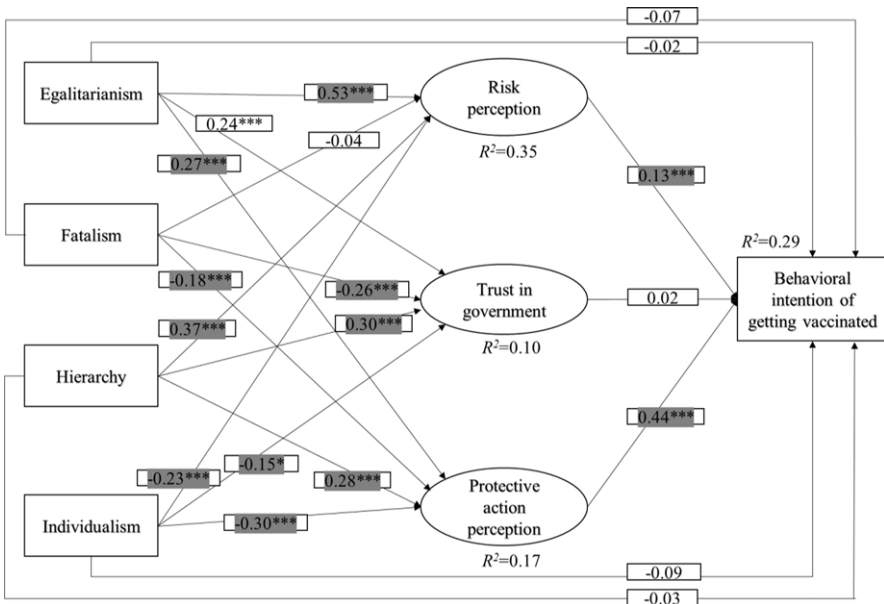 -0.07
-0.02
Egalitarianism
0.53***
Risk
perception
0.24***
-0.04
R²=0.35
0.27***
0.13***
Fatalism
R²=0.29
-0.18***
-0.26***
Trust in
government
0.02
Behavioral
intention of
getting vaccinated
0.37***
0.30***
R²=0.10
Hierarchy
0.44***
-0.23***
-0.15*
0.28***
Protective
action
perception
Individualism
-0.30***
R²=0.17
-0.09
-0.03